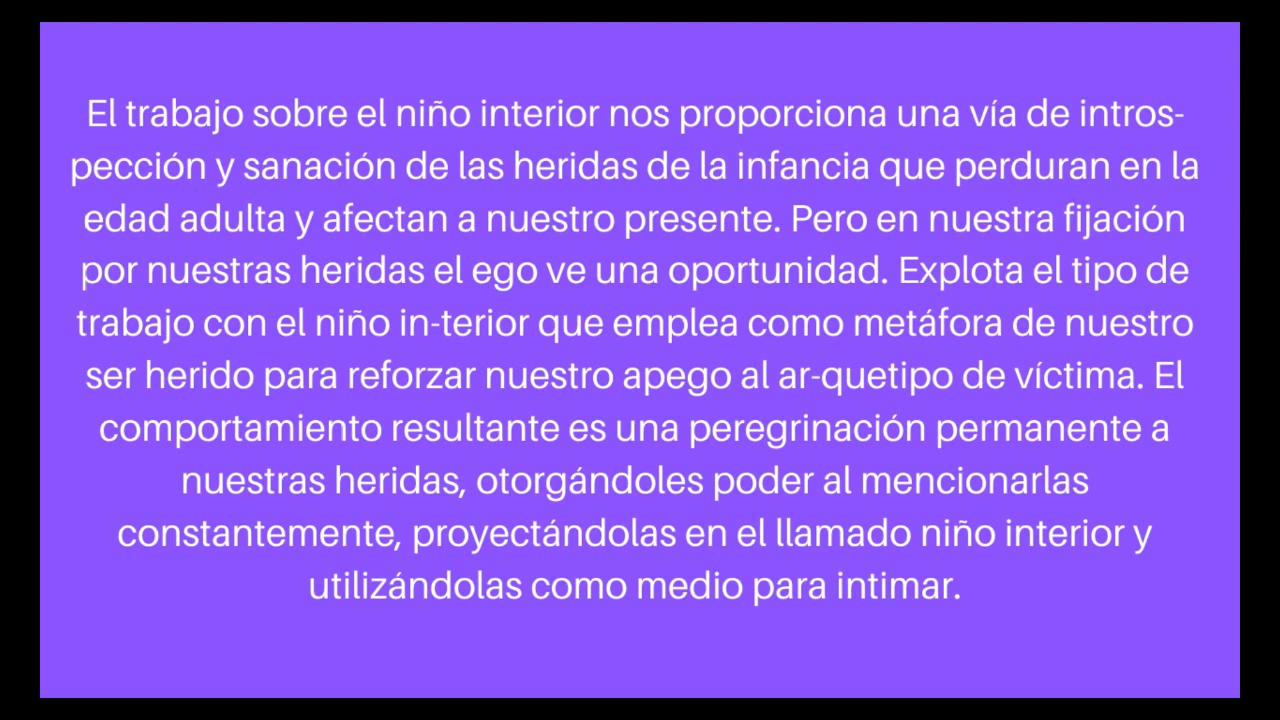 El trabajo sobre el niño interior nos proporciona una vía de intros-
pección y sanación de las heridas de la infancia que perduran en la
edad adulta y afectan a nuestro presente. Pero en nuestra fijación
por nuestras heridas el ego ve una oportunidad. Explota el tipo de
trabajo con el niño in-terior que emplea como metáfora de nuestro
ser herido para reforzar nuestro apego al ar-quetipo de víctima. El
comportamiento resultante es una peregrinación permanente a
nuestras heridas, otorgándoles poder al mencionarlas
constantemente, proyectándolas en el llamado niño interior y
utilizándolas como medio para intimar.